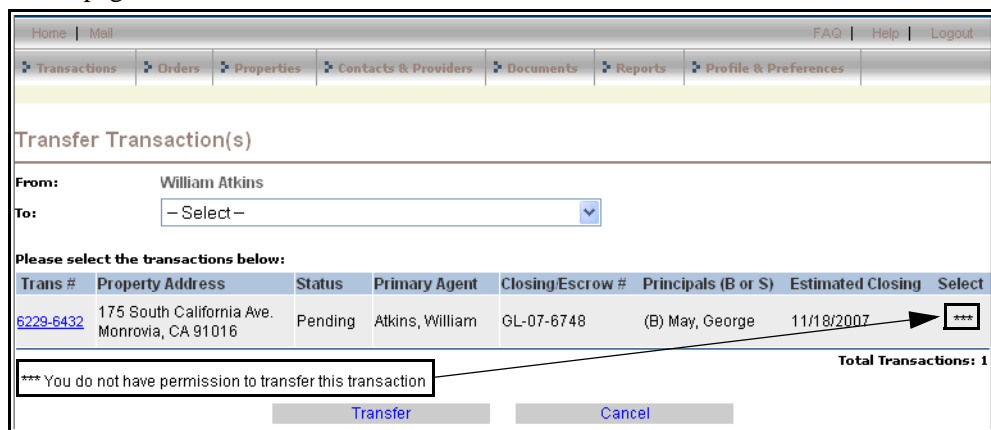 Home | Mail FAQ | Help | Logout
Transactions Orders Properties Contacts & Providers Documents Reports Profile & Preferences
Transfer Transaction(s)
From: William Atkins
To: – Select –
Please select the transactions below:
Trans # Property Address Status Primary Agent Closing/Escrow # Principals (B or S) Estimated Closing Select
6229-6432 175 South California Ave. Monrovia, CA 91016 Pending Atkins, William GL-07-6748 (B) May, George 11/18/2007 ***
Total Transactions: 1
*** You do not have permission to transfer this transaction
Transfer Cancel